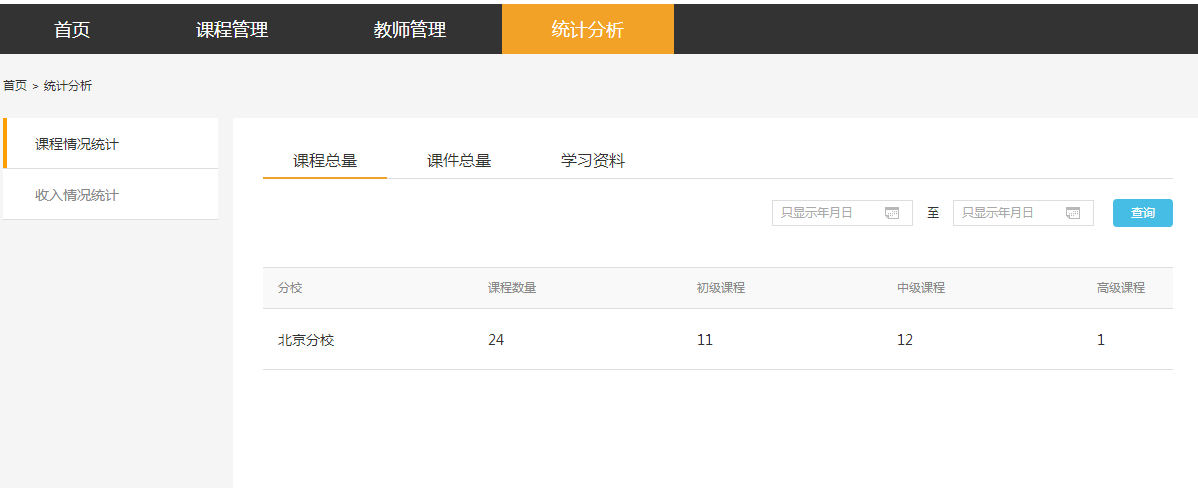 首页 课程管理 教师管理 统计分析
首页 > 统计分析
课程情况统计
收入情况统计
课程总量 课件总量 学习资料
只显示年月日 至 只显示年月日 查询
分校 课程数量 初级课程 中级课程 高级课程
北京分校 24 11 12 1